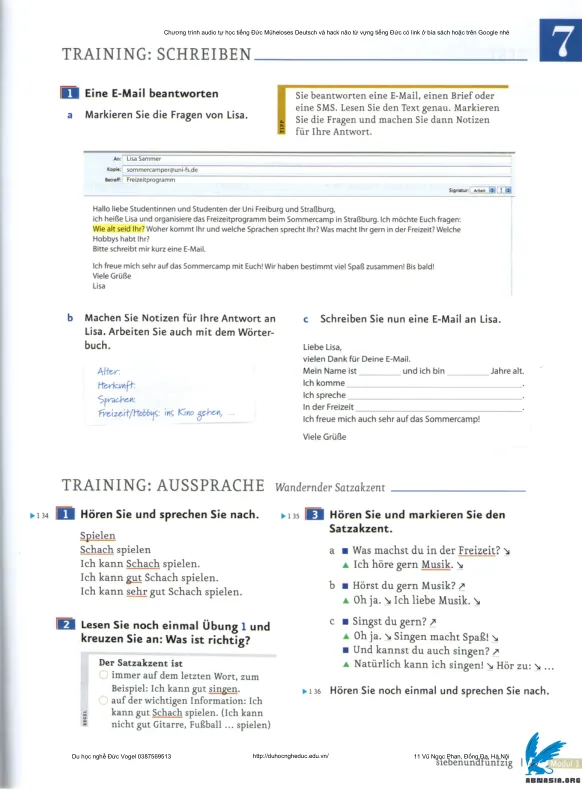 Chương trình audio tự học tiếng Đức Müheloses Deutsch và hack não từ vựng tiếng Đức có link ở bìa sách hoặc trên Google nhé
7
TRAINING: SCHREIBEN
1 Eine E-Mail beantworten
a Markieren Sie die Fragen von Lisa.
TIPP
Sie beantworten eine E-Mail, einen Brief oder
eine SMS. Lesen Sie den Text genau. Markieren
Sie die Fragen und machen Sie dann Notizen
für Ihre Antwort.
An: Lisa Sammer
Kopie: sommercamper@uni-fs.de
Betreff: Freizeitprogramm
Signatur: Arbeit
Hallo liebe Studentinnen und Studenten der Uni Freiburg und Straßburg,
ich heiße Lisa und organisiere das Freizeitprogramm beim Sommercamp in Straßburg. Ich möchte Euch fragen:
Wie alt seid Ihr? Woher kommt Ihr und welche Sprachen sprecht Ihr? Was macht Ihr gern in der Freizeit? Welche
Hobbys habt Ihr?
Bitte schreibt mir kurz eine E-Mail.
Ich freue mich sehr auf das Sommercamp mit Euch! Wir haben bestimmt viel Spaß zusammen! Bis bald!
Viele Grüße
Lisa
b Machen Sie Notizen für Ihre Antwort an
Lisa. Arbeiten Sie auch mit dem Wörter-
buch.
Alter:
Herkunft:
Sprachen:
Freizeit/Hobbys: ins Kino gehen, ...
c Schreiben Sie nun eine E-Mail an Lisa.
Liebe Lisa,
vielen Dank für Deine E-Mail.
Mein Name ist ________ und ich bin ________ Jahre alt.
Ich komme ________.
Ich spreche ________.
In der Freizeit ________.
Ich freue mich auch sehr auf das Sommercamp!
Viele Grüße
TRAINING: AUSSPRACHE Wandernder Satzakzent
▶ 1 34 1 Hören Sie und sprechen Sie nach.
Spielen
Schach spielen
Ich kann Schach spielen.
Ich kann gut Schach spielen.
Ich kann sehr gut Schach spielen.
2 Lesen Sie noch einmal Übung 1 und
kreuzen Sie an: Was ist richtig?
REGEL
Der Satzakzent ist
○ immer auf dem letzten Wort, zum
Beispiel: Ich kann gut singen.
○ auf der wichtigen Information: Ich
kann gut Schach spielen. (Ich kann
nicht gut Gitarre, Fußball ... spielen)
▶ 1 35 3 Hören Sie und markieren Sie den
Satzakzent.
a ■ Was machst du in der Freizeit? ↘
▲ Ich höre gern Musik. ↘
b ■ Hörst du gern Musik? ↗
▲ Oh ja. ↘ Ich liebe Musik. ↘
c ■ Singst du gern? ↗
▲ Oh ja. ↘ Singen macht Spaß! ↘
■ Und kannst du auch singen? ↗
▲ Natürlich kann ich singen! ↘ Hör zu: ↘ ...
▶ 1 36 Hören Sie noch einmal und sprechen Sie nach.
Du học nghề Đức Vogel 0387569513
http://duhocngheduc.edu.vn/
11 Vũ Ngọc Phan, Đống Đa, Hà Nội
siebenundfünfzig
Modul 3